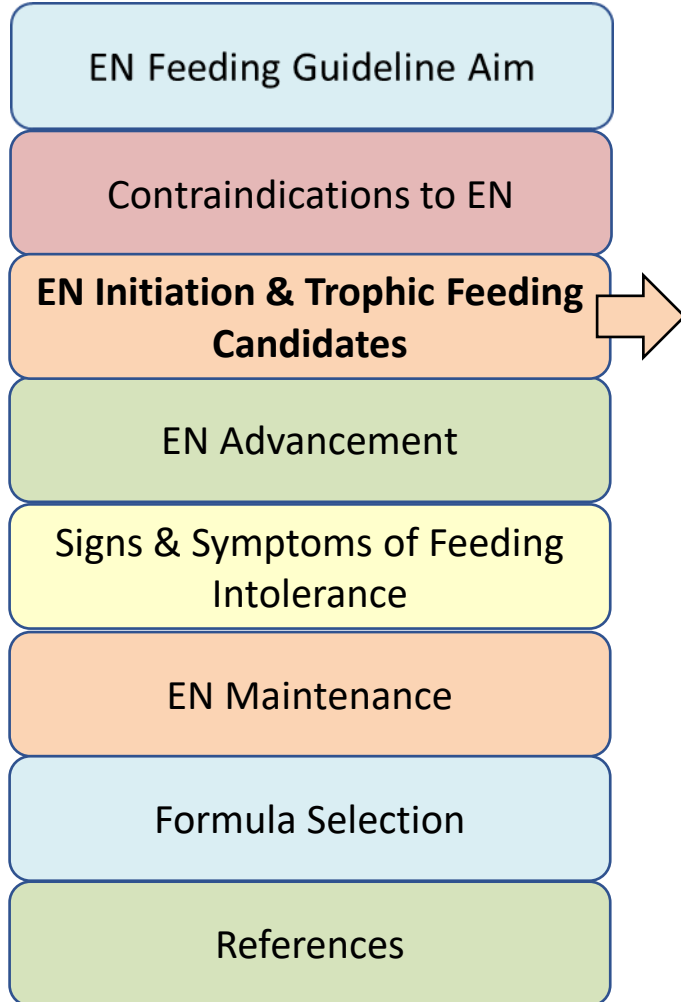 EN Feeding Guideline Aim
Contraindications to EN
EN Initiation & Trophic Feeding
Candidates
EN Advancement
Signs & Symptoms of Feeding
Intolerance
EN Maintenance
Formula Selection
References